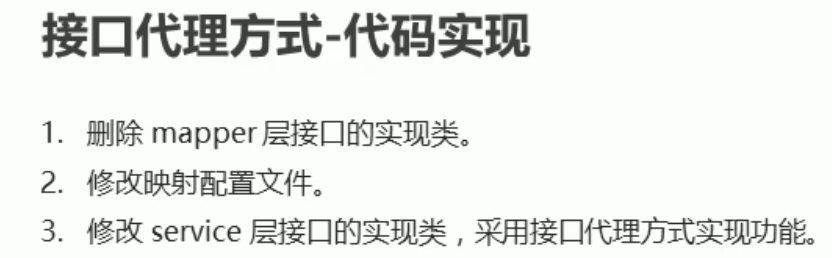 接口代理方式-代码实现
1. 删除 mapper 层接口的实现类。
2. 修改映射配置文件。
3. 修改 service 层接口的实现类，采用接口代理方式实现功能。